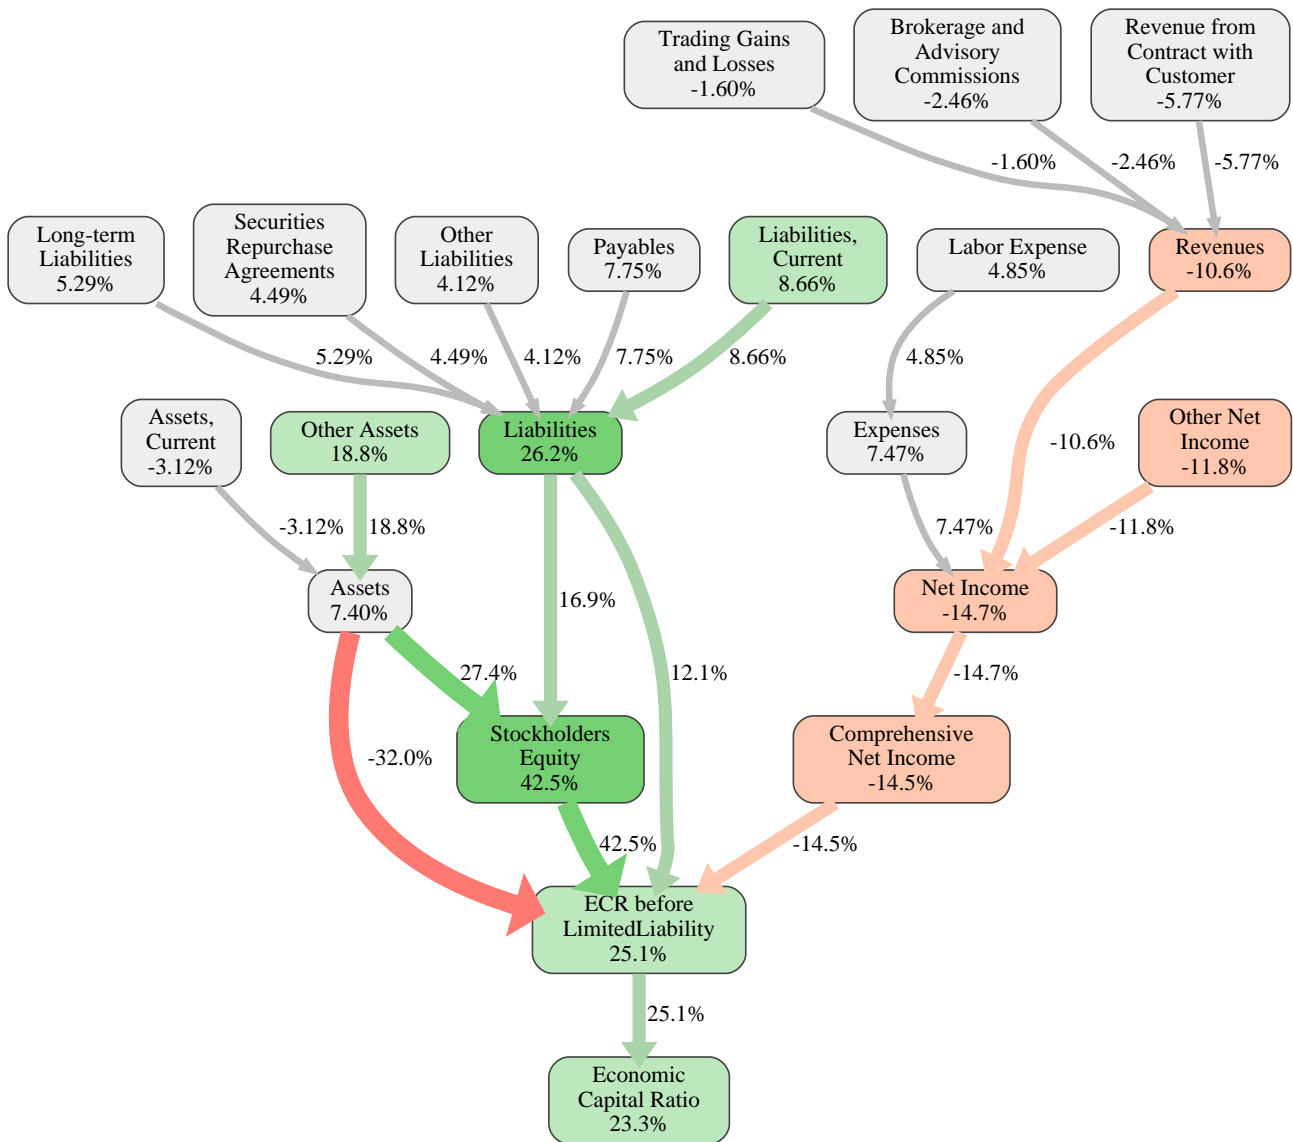 Trading Gains
and Losses
-1.60%
Brokerage and
Advisory
Commissions
-2.46%
Revenue from
Contract with
Customer
-5.77%
-1.60%
-2.46%
-5.77%
Long-term
Liabilities
5.29%
Securities
Repurchase
Agreements
4.49%
Other
Liabilities
4.12%
Payables
7.75%
Liabilities,
Current
8.66%
Labor Expense
4.85%
Revenues
-10.6%
5.29%
4.49%
4.12%
7.75%
8.66%
4.85%
Assets,
Current
-3.12%
Other Assets
18.8%
Liabilities
26.2%
Expenses
7.47%
-10.6%
Other Net
Income
-11.8%
-3.12%
18.8%
7.47%
-11.8%
Assets
7.40%
16.9%
Net Income
-14.7%
27.4%
12.1%
-14.7%
-32.0%
Stockholders
Equity
42.5%
Comprehensive
Net Income
-14.5%
42.5%
-14.5%
ECR before
LimitedLiability
25.1%
25.1%
Economic
Capital Ratio
23.3%